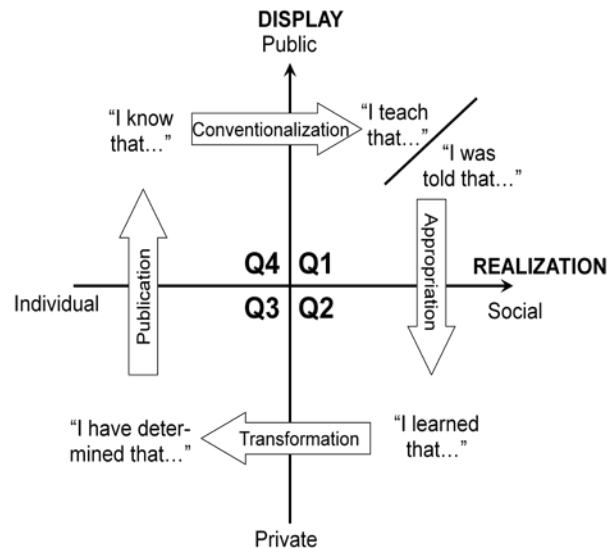 DISPLAY
Public
“I know
that…”
Conventionalization
“I teach
that…”
“I was
told that…”
Publication
Appropriation
Q4 Q1
REALIZATION
Individual
Q3 Q2
Social
“I have deter-
mined that…”
Transformation
“I learned
that…”
Private